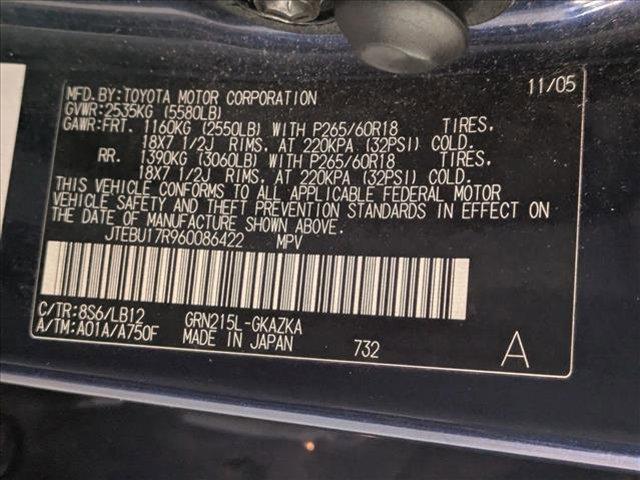 MFD.BY:TOYOTA MOTOR CORPORATION 11/05
GVWR:2535KG (5580LB)
GAWR:FRT. 1160KG (2550LB) WITH P265/60R18 TIRES,
18X7 1/2J RIMS, AT 220KPA (32PSI) COLD.
RR. 1390KG (3060LB) WITH P265/60R18 TIRES,
18X7 1/2J RIMS, AT 220KPA (32PSI) COLD.
THIS VEHICLE CONFORMS TO ALL APPLICABLE FEDERAL MOTOR
VEHICLE SAFETY AND THEFT PREVENTION STANDARDS IN EFFECT ON
THE DATE OF MANUFACTURE SHOWN ABOVE.
JTEBU17R960086422 MPV
C/TR:8S6/LB12 GRN215L-GKAZKA
A/TM:A01A/A750F MADE IN JAPAN 732 A